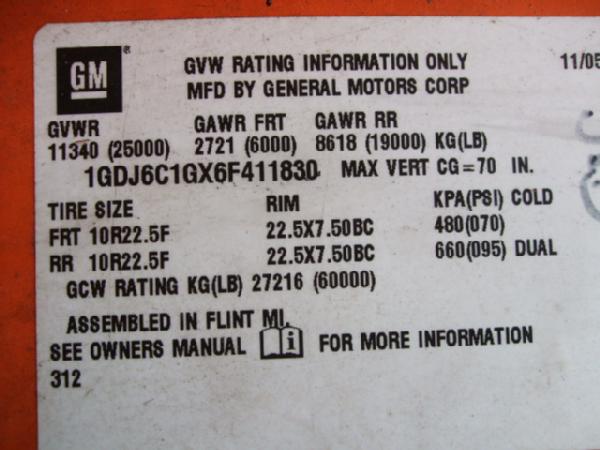 GM ®
GVW RATING INFORMATION ONLY 11/05
MFD BY GENERAL MOTORS CORP
GVWR GAWR FRT GAWR RR
11340 (25000) 2721 (6000) 8618 (19000) KG(LB)
1GDJ6C1GX6F411830 MAX VERT CG=70 IN.
TIRE SIZE RIM KPA(PSI) COLD
FRT 10R22.5F 22.5X7.50BC 480(070)
RR 10R22.5F 22.5X7.50BC 660(095) DUAL
GCW RATING KG(LB) 27216 (60000)
ASSEMBLED IN FLINT MI.
SEE OWNERS MANUAL i FOR MORE INFORMATION
312